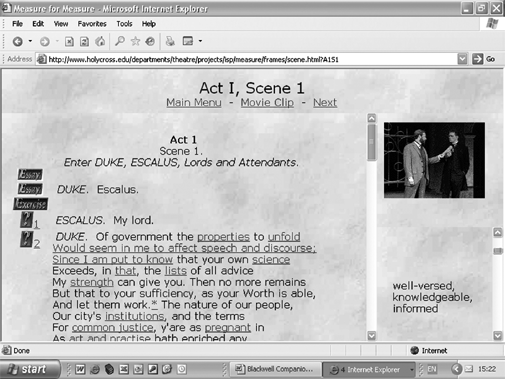 Measure for Measure - Microsoft Internet Explorer
File Edit View Favorites Tools Help
Address http://www.holycross.edu/departments/theatre/projects/isp/measure/frames/scene.html?A1S1 Go
Act I, Scene 1
Main Menu - Movie Clip - Next
Act 1
Scene 1.
Enter DUKE, ESCALUS, Lords and Attendants.
Essay
Essay
DUKE. Escalus.
Exercise
? 1 ESCALUS. My lord.
? 2 DUKE. Of government the properties to unfold
Would seem in me to affect speech and discourse;
Since I am put to know that your own science
Exceeds, in that, the lists of all advice
My strength can give you. Then no more remains
But that to your sufficiency, as your Worth is able,
And let them work.* The nature of our people,
Our city's institutions, and the terms
For common justice, y'are as pregnant in
As art and practise hath enriched any
well-versed,
knowledgeable,
informed
Done Internet
start Blackwell Companio... 4 Internet Explorer EN 15:22